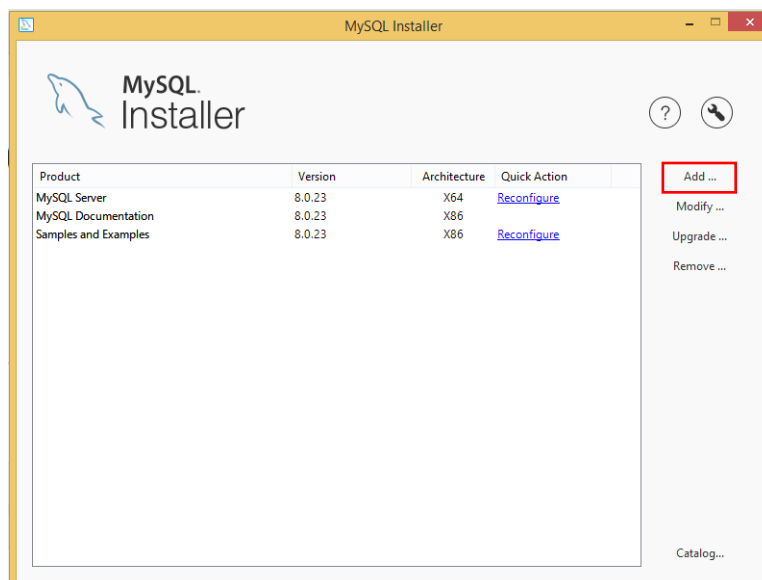 MySQL Installer
MySQL.
Installer
?
Product Version Architecture Quick Action
MySQL Server 8.0.23 X64 Reconfigure
MySQL Documentation 8.0.23 X86
Samples and Examples 8.0.23 X86 Reconfigure
Add ...
Modify ...
Upgrade ...
Remove ...
Catalog...